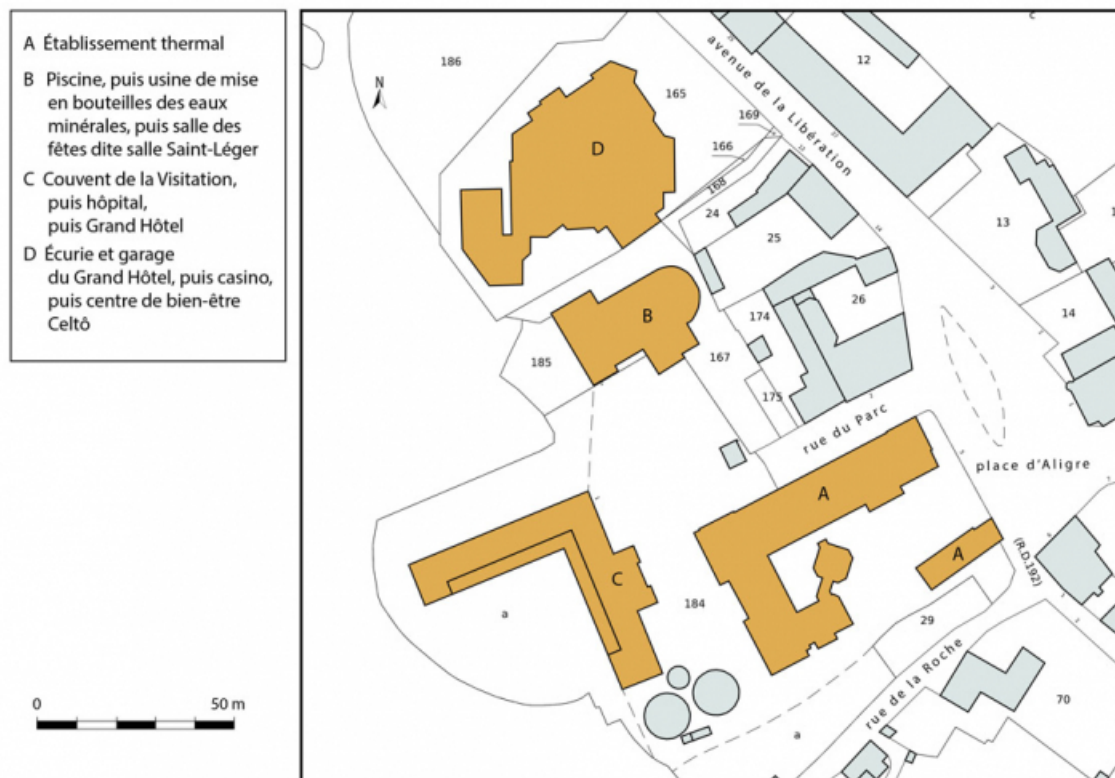 A Établissement thermal
B Piscine, puis usine de mise
en bouteilles des eaux
minérales, puis salle des
fêtes dite salle Saint-Léger
C Couvent de la Visitation,
puis hôpital,
puis Grand Hôtel
D Écurie et garage
du Grand Hôtel, puis casino,
puis centre de bien-être
Celtô
0 50 m
N
c
186
12
avenue de la Libération
165
169
D
166
168
24
13
25
26
B
174
14
185
167
175
rue du Parc
place d'Aligre
A
A
(R.D.192)
C
184
a
29
rue de la Roche
70
a